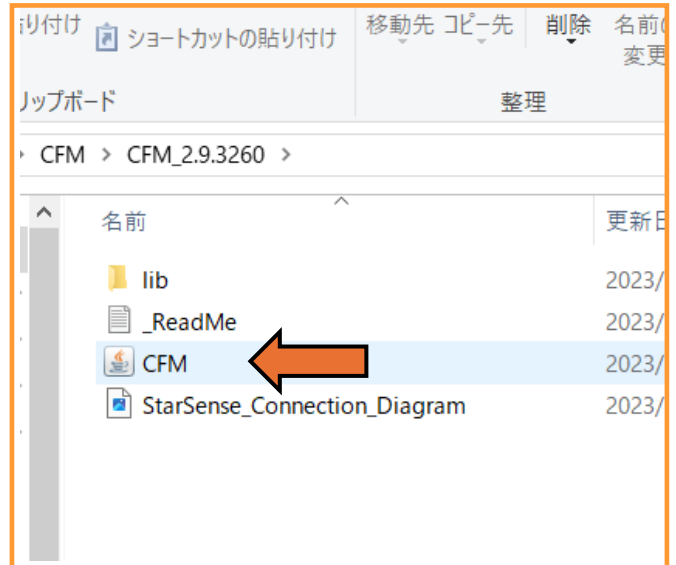 り付け
ショートカットの貼り付け
移動先 コピー先
削除
名前の
変更
リップボード
整理
CFM > CFM_2.9.3260 >
名前
更新日
lib
2023/
_ReadMe
2023/
CFM
2023/
StarSense_Connection_Diagram
2023/